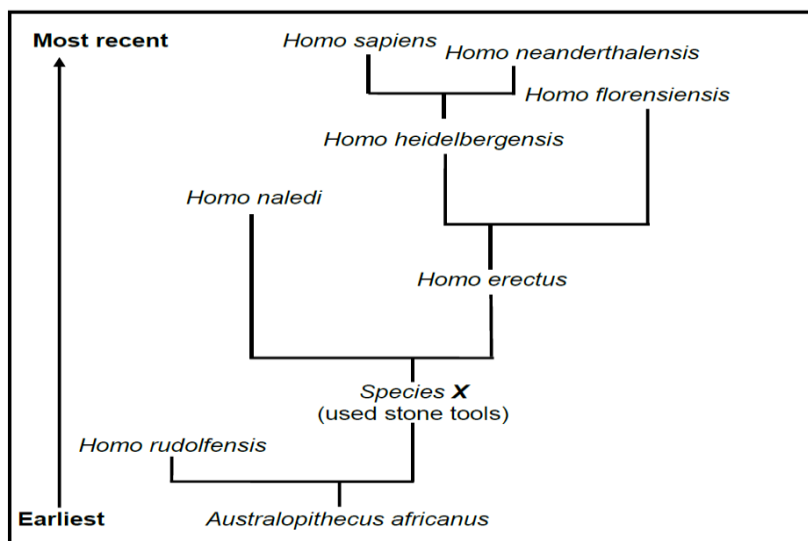 Most recent
Homo sapiens
Homo neanderthalensis
Homo florensiensis
Homo heidelbergensis
Homo naledi
Homo erectus
Species X
(used stone tools)
Homo rudolfensis
Earliest
Australopithecus africanus